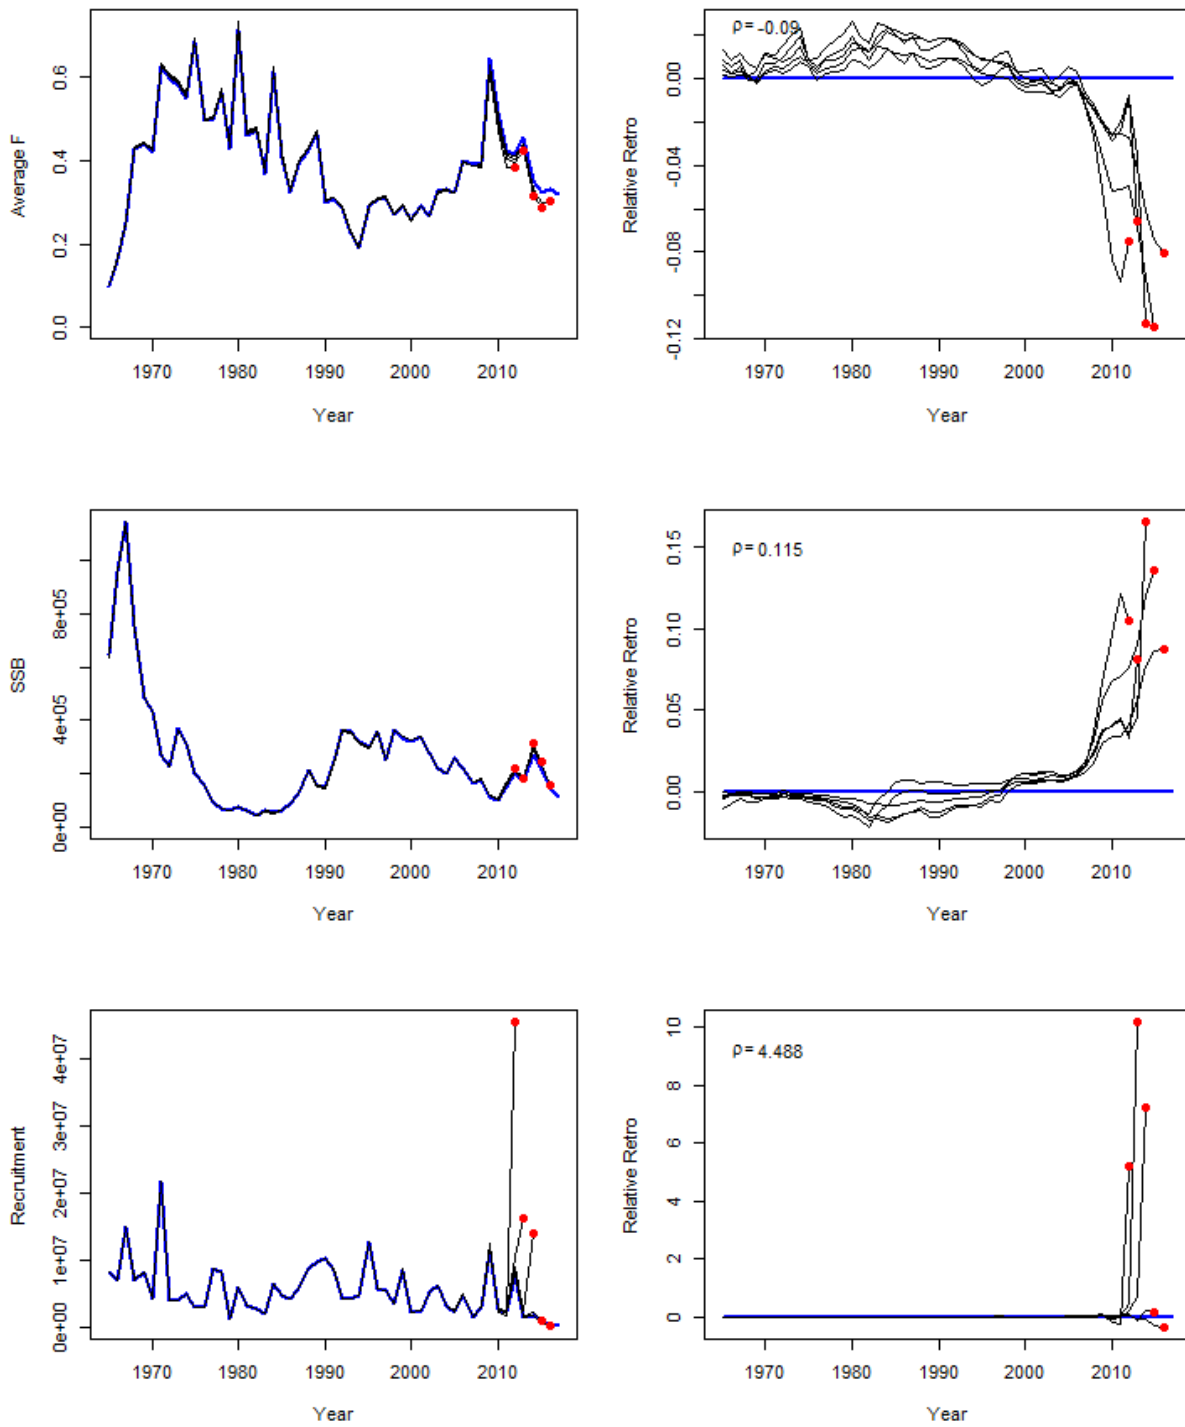 Average F
0.0 0.2 0.4 0.6
1970 1980 1990 2000 2010
Year
ρ = -0.09
Relative Retro
-0.12 -0.08 -0.04 0.00
1970 1980 1990 2000 2010
Year
SSB
0e+00 4e+05 8e+05
1970 1980 1990 2000 2010
Year
ρ = 0.115
Relative Retro
0.00 0.05 0.10 0.15
1970 1980 1990 2000 2010
Year
Recruitment
0e+00 1e+07 2e+07 3e+07 4e+07
1970 1980 1990 2000 2010
Year
ρ = 4.488
Relative Retro
0 2 4 6 8 10
1970 1980 1990 2000 2010
Year